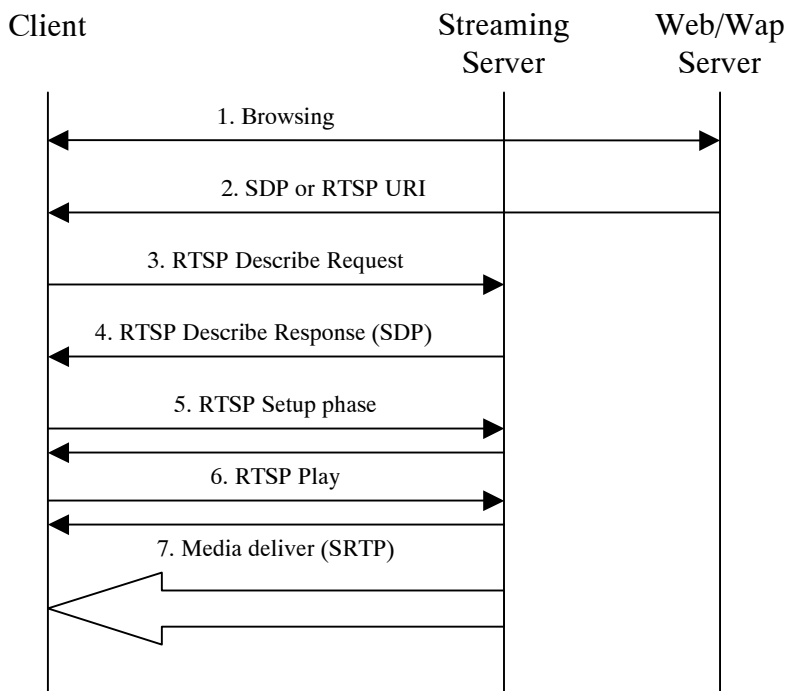 Client
Streaming
Server
Web/Wap
Server
1. Browsing
2. SDP or RTSP URI
3. RTSP Describe Request
4. RTSP Describe Response (SDP)
5. RTSP Setup phase
6. RTSP Play
7. Media deliver (SRTP)